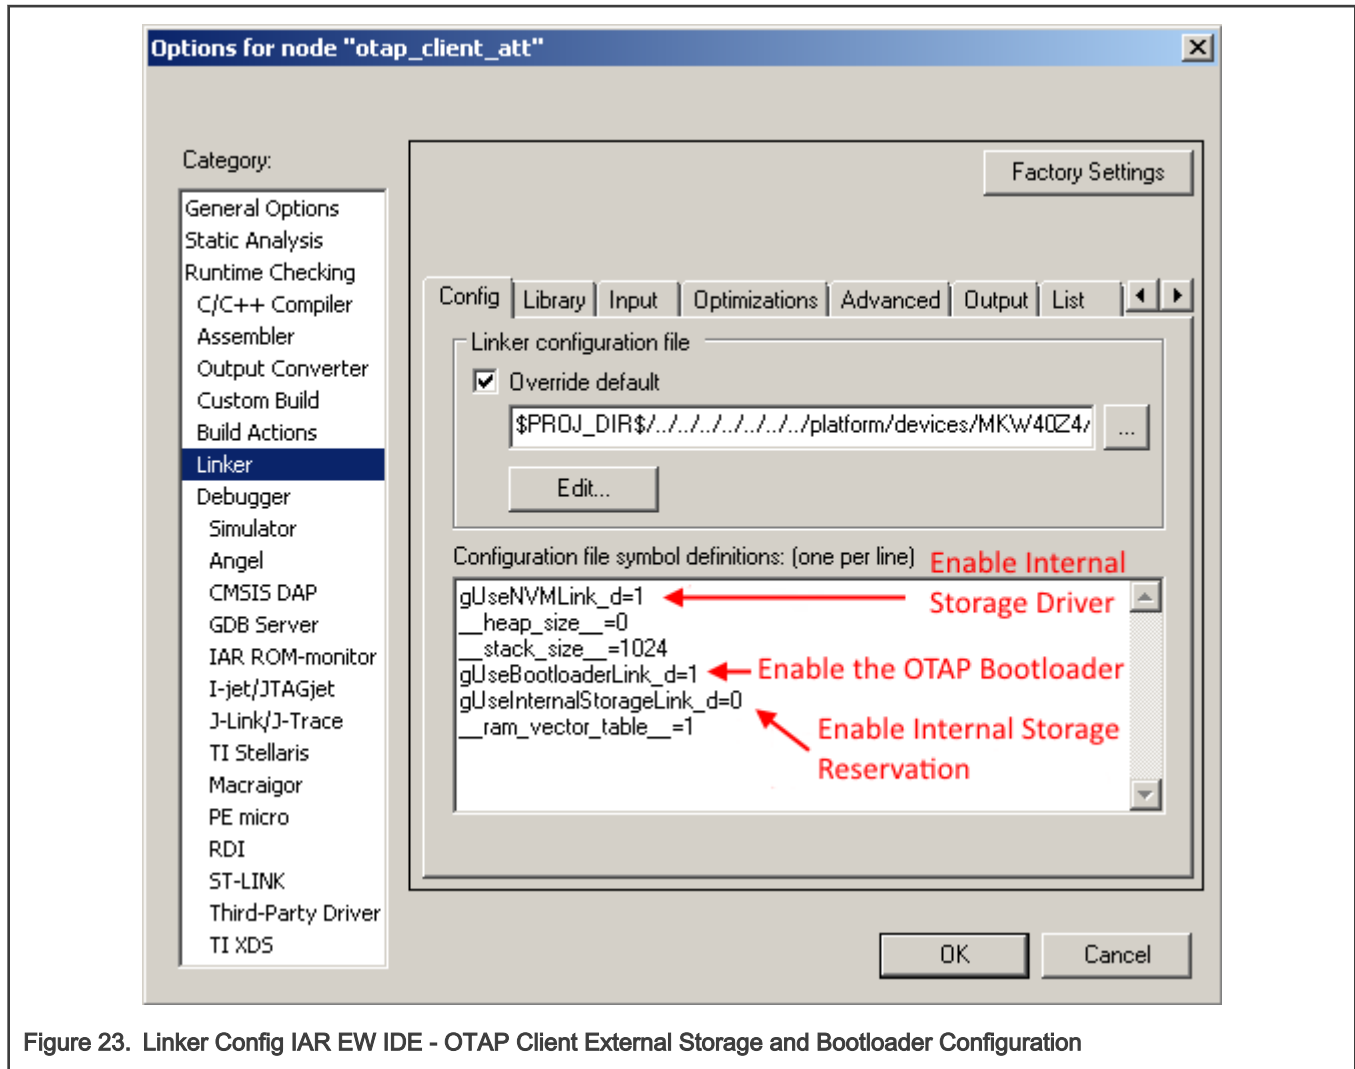 Options for node "otap_client_att"
Category:
Factory Settings
General Options
Static Analysis
Runtime Checking
C/C++ Compiler
Assembler
Output Converter
Custom Build
Build Actions
Linker
Debugger
Simulator
Angel
CMSIS DAP
GDB Server
IAR ROM-monitor
I-jet/JTAGjet
J-Link/J-Trace
TI Stellaris
Macraigor
PE micro
RDI
ST-LINK
Third-Party Driver
TI XDS
Config Library Input Optimizations Advanced Output List
Linker configuration file
Override default
$PROJ_DIR$/../../../../../../../platform/devices/MKW40Z4/
...
Edit...
Configuration file symbol definitions: (one per line)
gUseNVMLink_d=1
__heap_size__=0
__stack_size__=1024
gUseBootloaderLink_d=1
gUseInternalStorageLink_d=0
__ram_vector_table__=1
Enable Internal
Storage Driver
Enable the OTAP Bootloader
Enable Internal Storage
Reservation
OK Cancel
Figure 23. Linker Config IAR EW IDE - OTAP Client External Storage and Bootloader Configuration